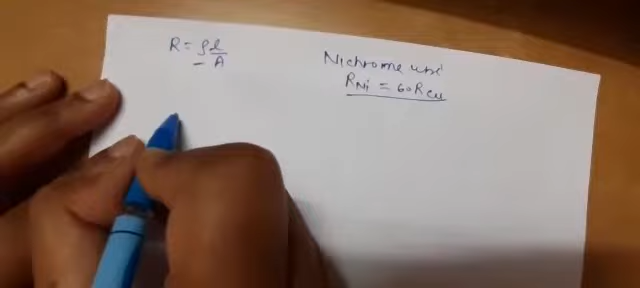 R = ρl/A
Nichrome wire
RNi = 60 RCu